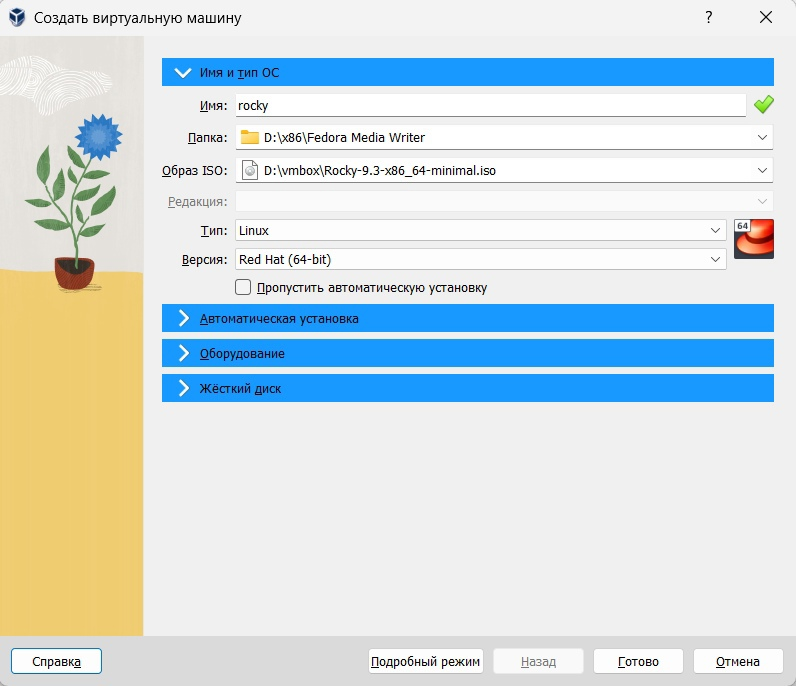 Создать виртуальную машину
?
Имя и тип ОС
Имя: rocky
Папка: D:\x86\Fedora Media Writer
Образ ISO: D:\vmbox\Rocky-9.3-x86_64-minimal.iso
Редакция:
Тип: Linux
64
Версия: Red Hat (64-bit)
Пропустить автоматическую установку
Автоматическая установка
Оборудование
Жёсткий диск
Справка Подробный режим Назад Готово Отмена